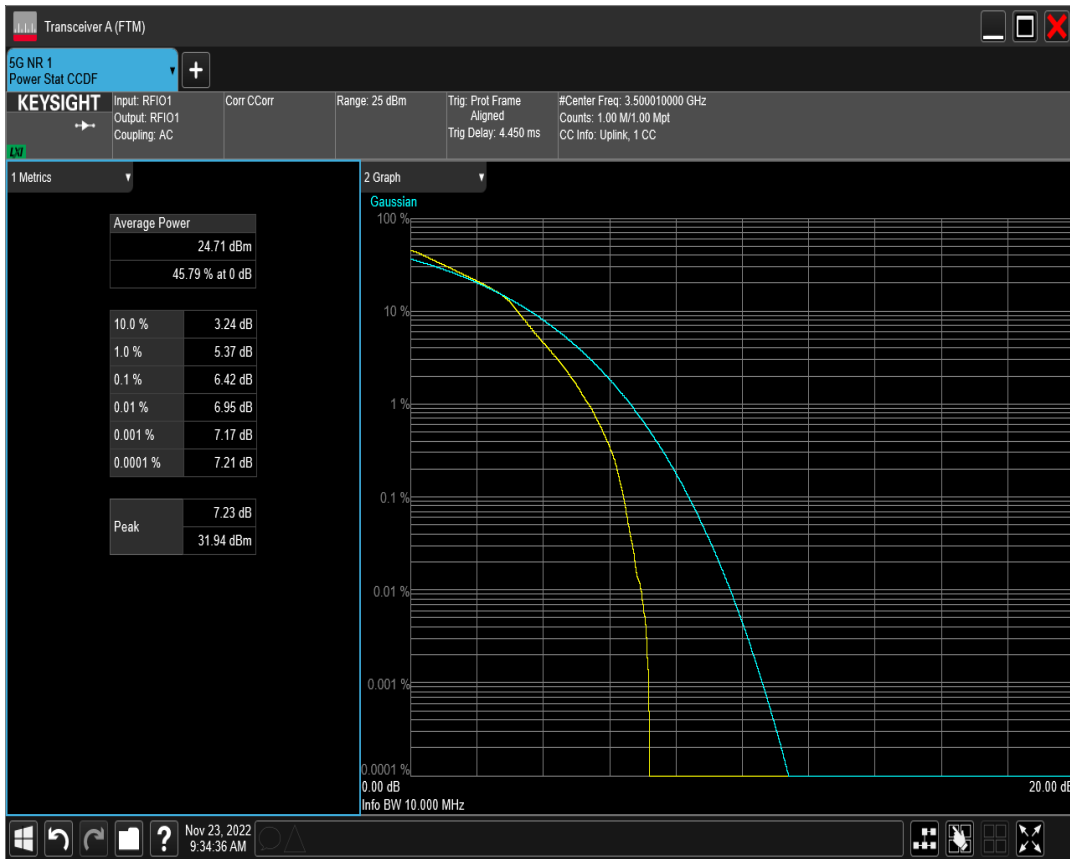 Transceiver A (FTM)
5G NR 1
Power Stat CCDF
KEYSIGHT
LXI
Input: RFIO1
Output: RFIO1
Coupling: AC
Corr CCorr
Range: 25 dBm
Trig: Prot Frame
Aligned
Trig Delay: 4.450 ms
#Center Freq: 3.500010000 GHz
Counts: 1.00 M/1.00 Mpt
CC Info: Uplink, 1 CC
1 Metrics
Average Power
24.71 dBm
45.79 % at 0 dB
10.0 % 3.24 dB
1.0 % 5.37 dB
0.1 % 6.42 dB
0.01 % 6.95 dB
0.001 % 7.17 dB
0.0001 % 7.21 dB
Peak
7.23 dB
31.94 dBm
2 Graph
Gaussian
100 %
10 %
1 %
0.1 %
0.01 %
0.001 %
0.0001 %
0.00 dB
20.00 dB
Info BW 10.000 MHz
?
Nov 23, 2022
9:34:36 AM